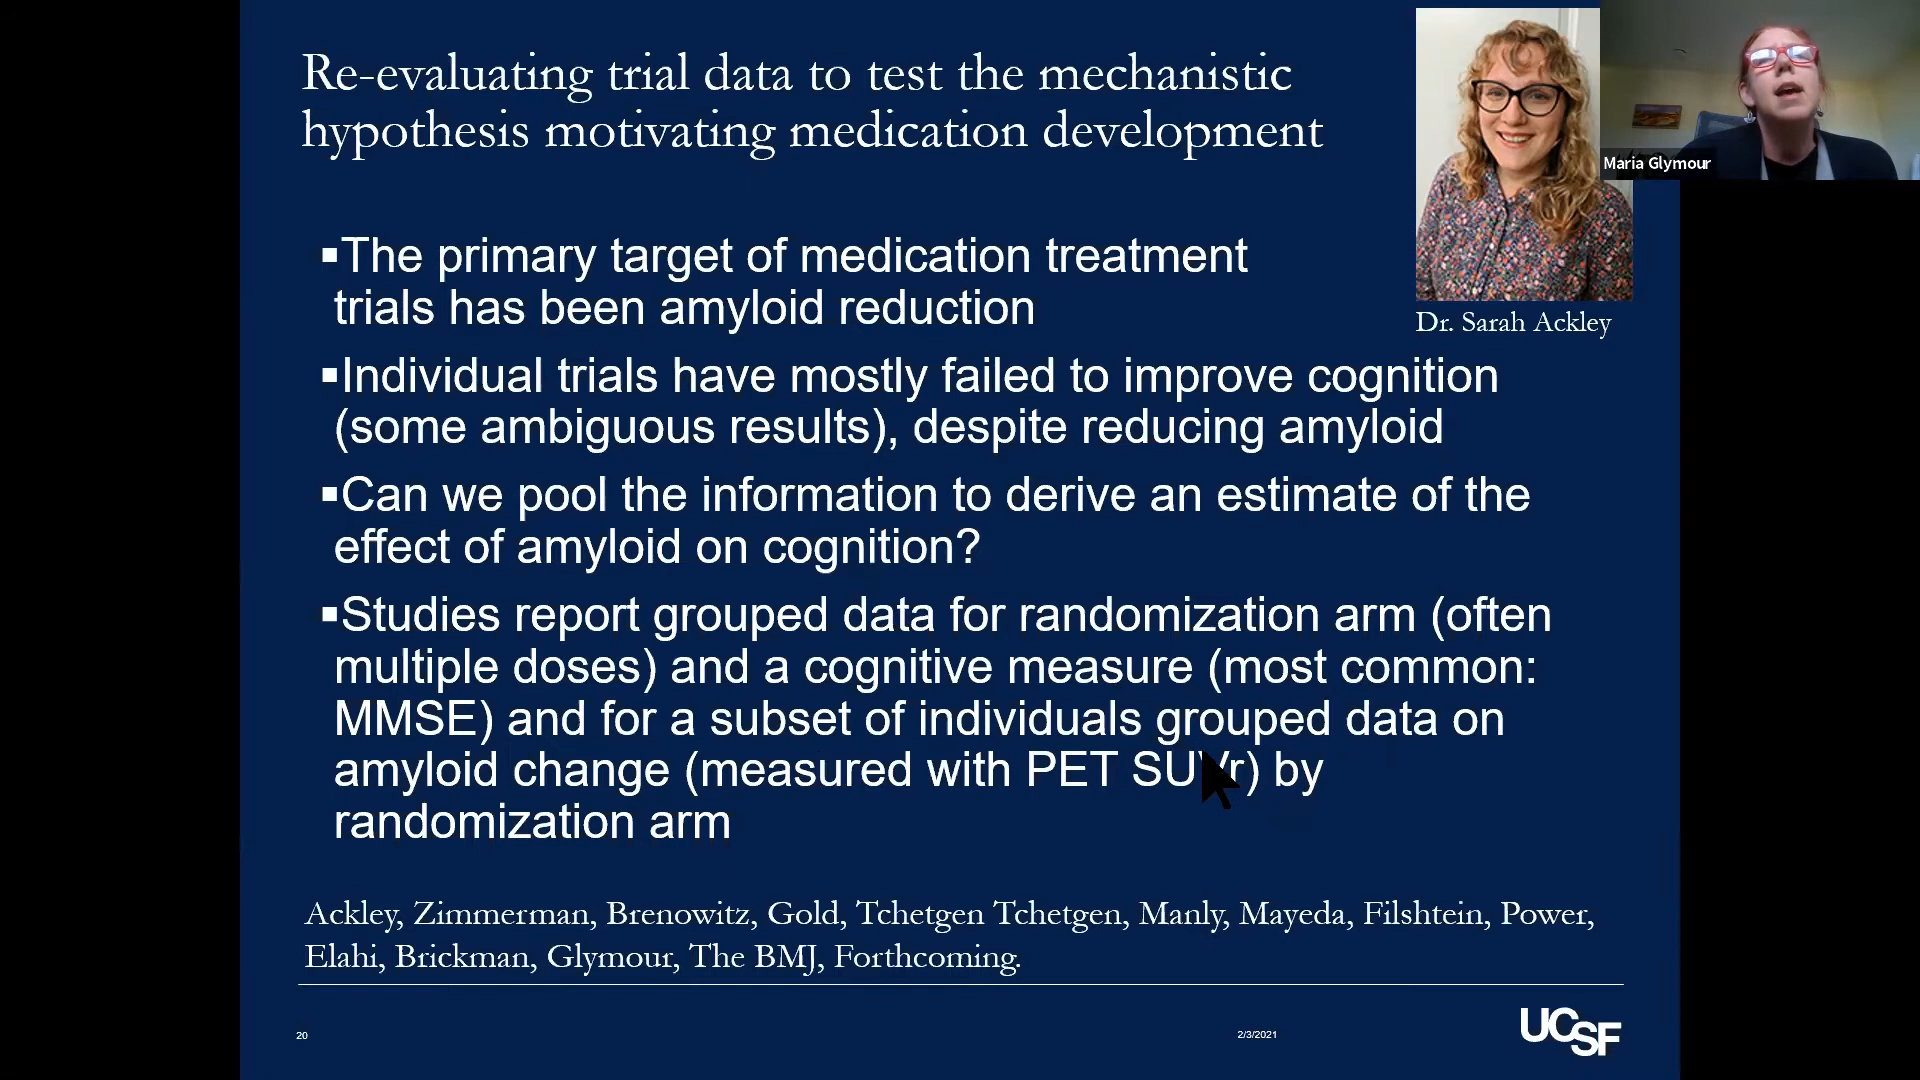 Re-evaluating trial data to test the mechanistic
hypothesis motivating medication development
Maria Glymour
▪The primary target of medication treatment
trials has been amyloid reduction
Dr. Sarah Ackley
▪Individual trials have mostly failed to improve cognition
(some ambiguous results), despite reducing amyloid
▪Can we pool the information to derive an estimate of the
effect of amyloid on cognition?
▪Studies report grouped data for randomization arm (often
multiple doses) and a cognitive measure (most common:
MMSE) and for a subset of individuals grouped data on
amyloid change (measured with PET SUVr) by
randomization arm
Ackley, Zimmerman, Brenowitz, Gold, Tchetgen Tchetgen, Manly, Mayeda, Filshtein, Power,
Elahi, Brickman, Glymour, The BMJ, Forthcoming.
20
2/3/2021
UCSF